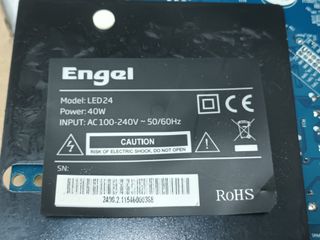 Engel
Model: LED24
Power: 40W
INPUT: AC 100-240V ~ 50/60Hz
CAUTION
RISK OF ELECTRIC SHOCK, DO NOT OPEN
SN:
RoHS